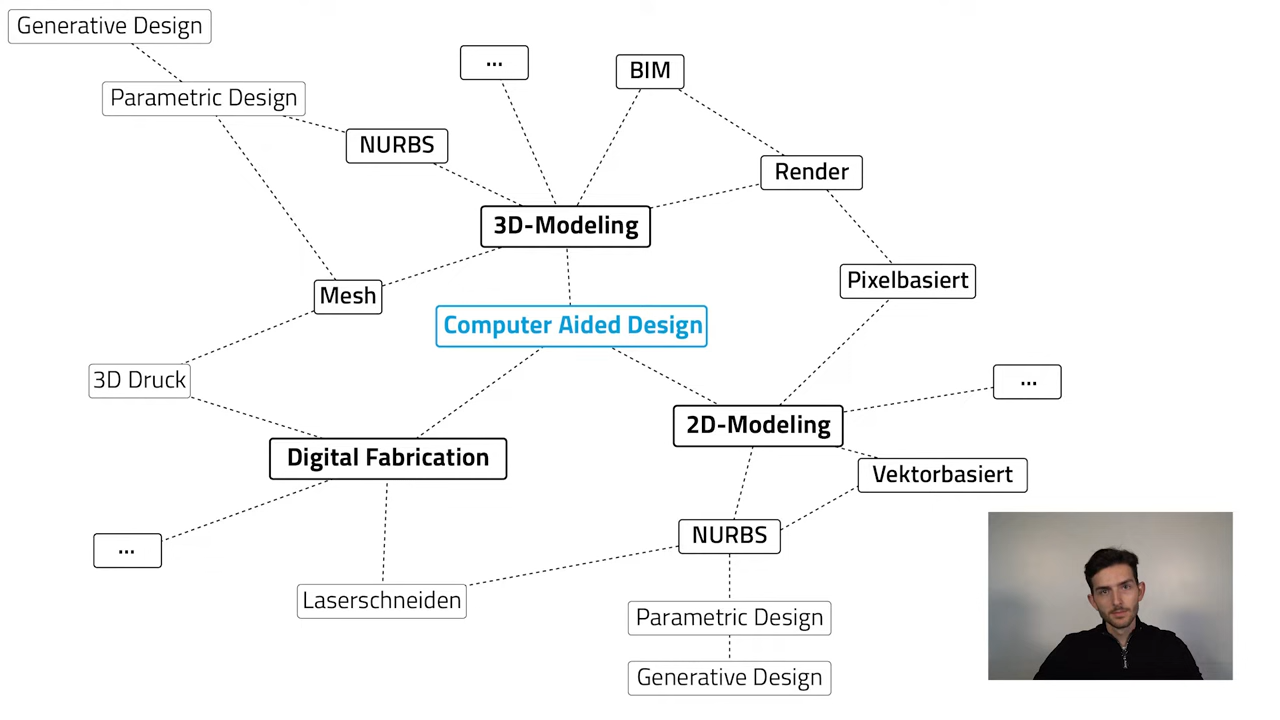 Generative Design
...
BIM
Parametric Design
NURBS
Render
3D-Modeling
Pixelbasiert
Mesh
Computer Aided Design
3D Druck
...
2D-Modeling
Digital Fabrication
Vektorbasiert
NURBS
...
Laserschneiden
Parametric Design
Generative Design